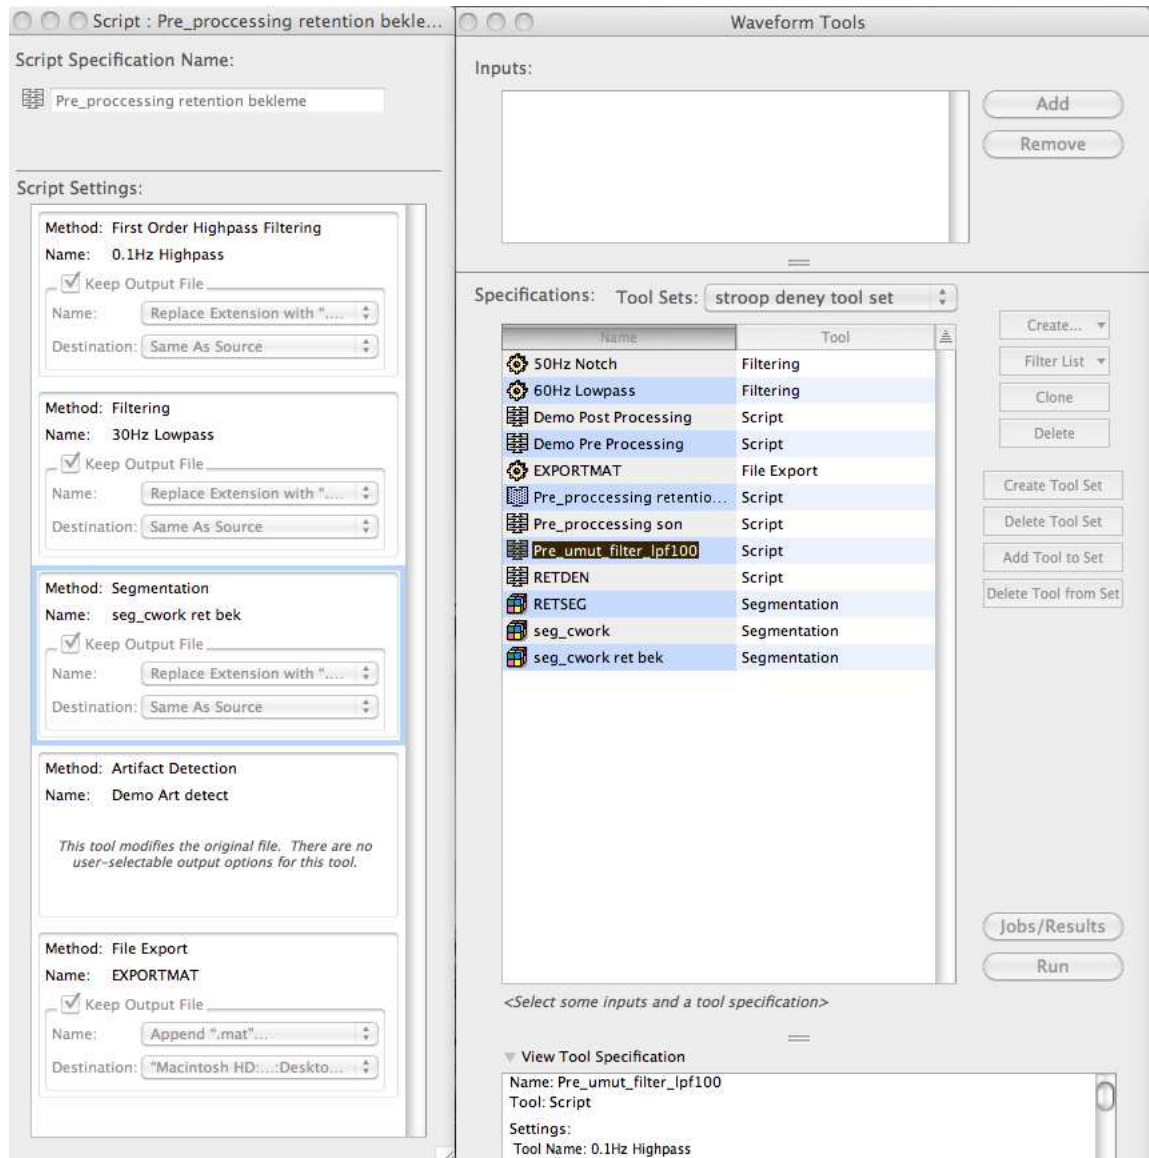 Script : Pre_proccessing retention bekle...
Script Specification Name:
Pre_proccessing retention bekleme
Script Settings:
Method: First Order Highpass Filtering
Name: 0.1Hz Highpass
Keep Output File
Name: Replace Extension with "....
Destination: Same As Source
Method: Filtering
Name: 30Hz Lowpass
Keep Output File
Name: Replace Extension with "....
Destination: Same As Source
Method: Segmentation
Name: seg_cwork ret bek
Keep Output File
Name: Replace Extension with "....
Destination: Same As Source
Method: Artifact Detection
Name: Demo Art detect
This tool modifies the original file. There are no
user-selectable output options for this tool.
Method: File Export
Name: EXPORTMAT
Keep Output File
Name: Append ".mat"...
Destination: "Macintosh HD:...:Deskto...
Waveform Tools
Inputs:
Add
Remove
Specifications: Tool Sets: stroop deney tool set
Name Tool
50Hz Notch Filtering
60Hz Lowpass Filtering
Demo Post Processing Script
Demo Pre Processing Script
EXPORTMAT File Export
Pre_proccessing retentio... Script
Pre_proccessing son Script
Pre_umut_filter_lpf100 Script
RETDEN Script
RETSEG Segmentation
seg_cwork Segmentation
seg_cwork ret bek Segmentation
Create...
Filter List
Clone
Delete
Create Tool Set
Delete Tool Set
Add Tool to Set
Delete Tool from Set
Jobs/Results
Run
<Select some inputs and a tool specification>
View Tool Specification
Name: Pre_umut_filter_lpf100
Tool: Script
Settings:
Tool Name: 0.1Hz Highpass